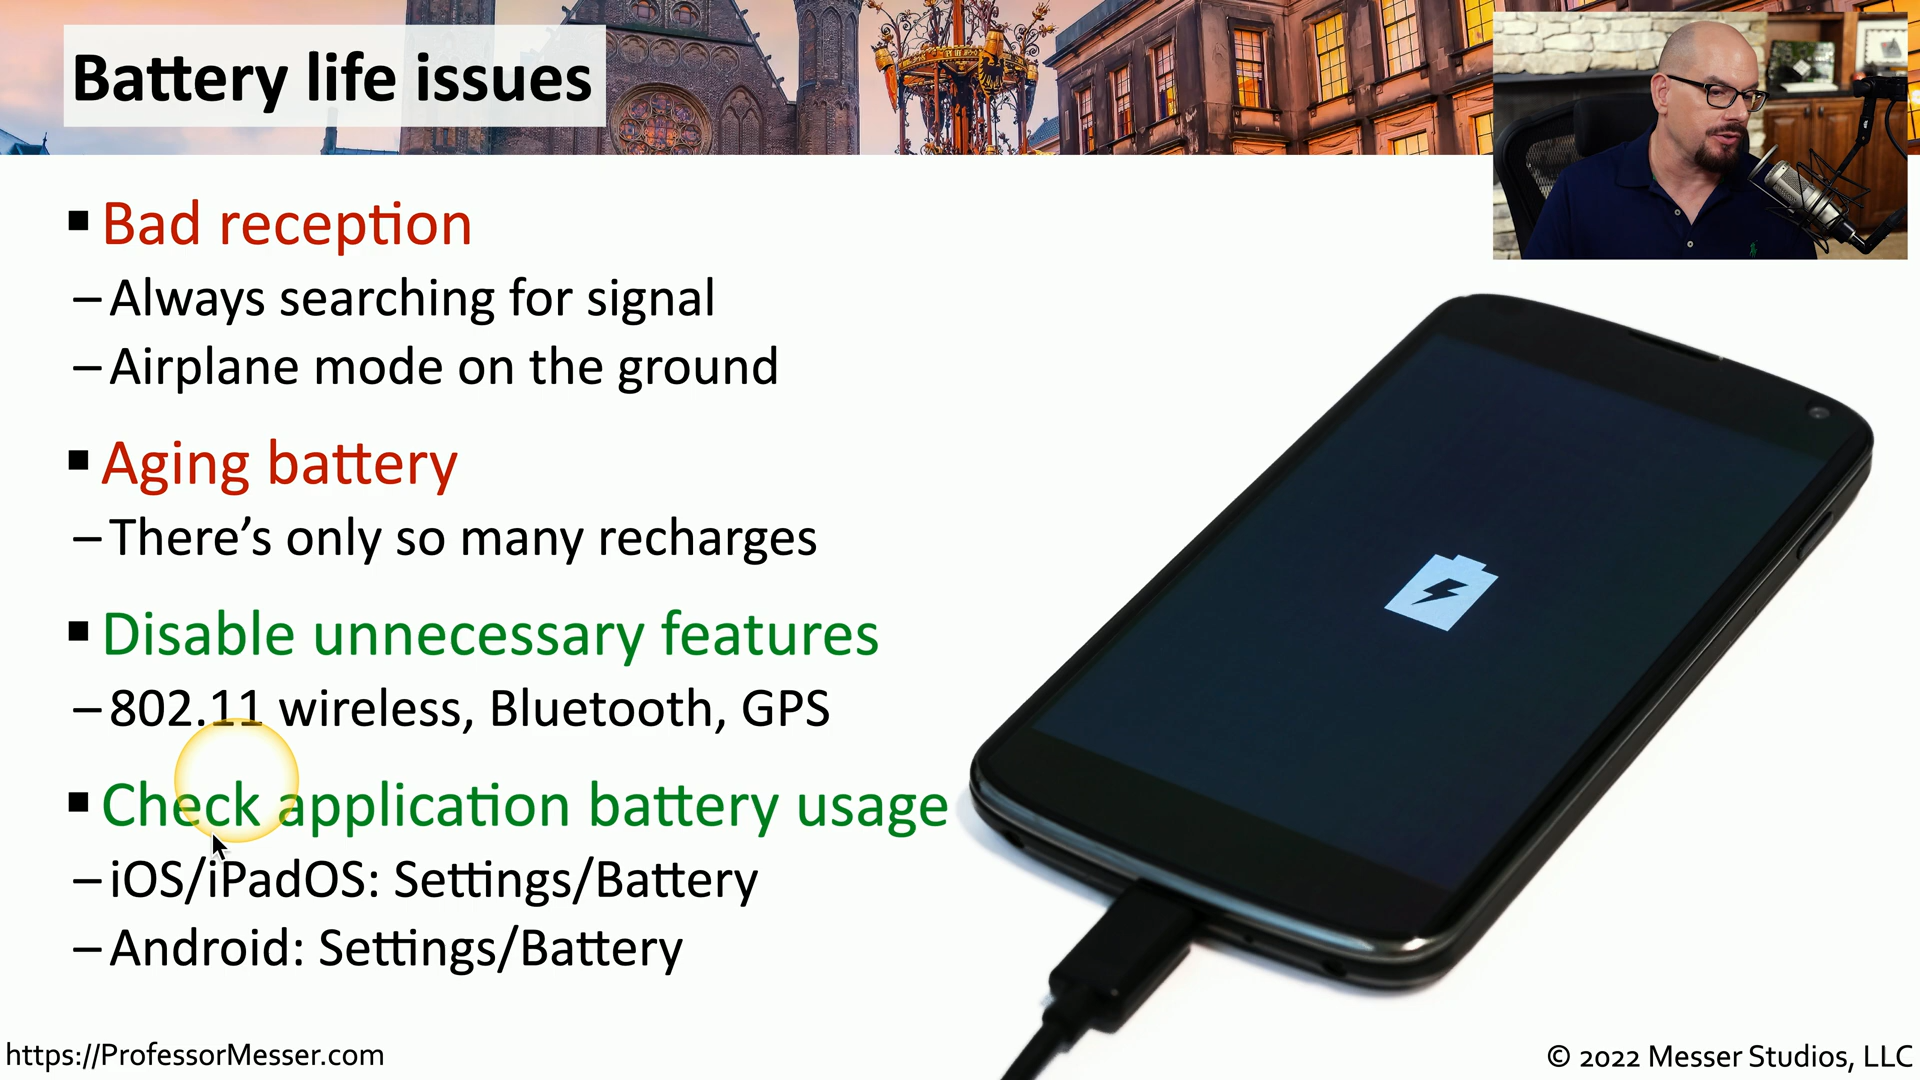 Battery life issues
▪ Bad reception
– Always searching for signal
– Airplane mode on the ground
▪ Aging battery
– There’s only so many recharges
▪ Disable unnecessary features
– 802.11 wireless, Bluetooth, GPS
▪ Check application battery usage
– iOS/iPadOS: Settings/Battery
– Android: Settings/Battery
https://ProfessorMesser.com
© 2022 Messer Studios, LLC